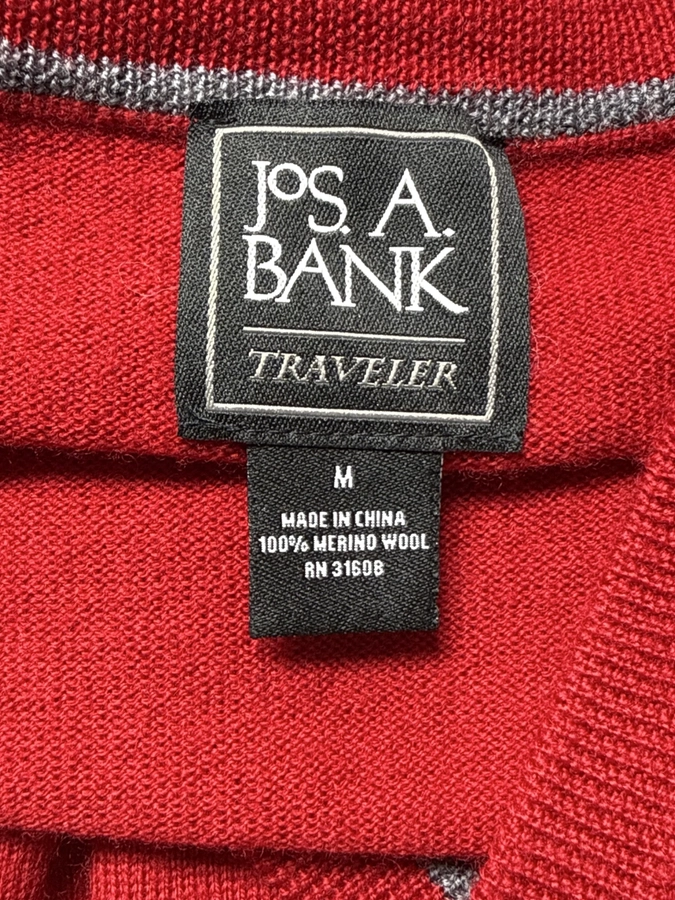 JoS. A.
BANK
TRAVELER
M
MADE IN CHINA
100% MERINO WOOL
RN 31608